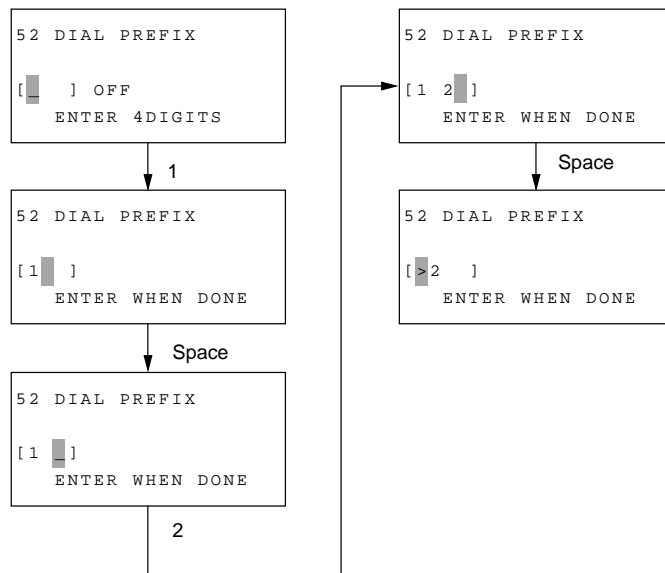 52 DIAL PREFIX
[_  ] OFF
ENTER 4DIGITS
1
52 DIAL PREFIX
[1  ]
ENTER WHEN DONE
Space
52 DIAL PREFIX
[1 _]
ENTER WHEN DONE
2
52 DIAL PREFIX
[1 2 ]
ENTER WHEN DONE
Space
52 DIAL PREFIX
[>2  ]
ENTER WHEN DONE